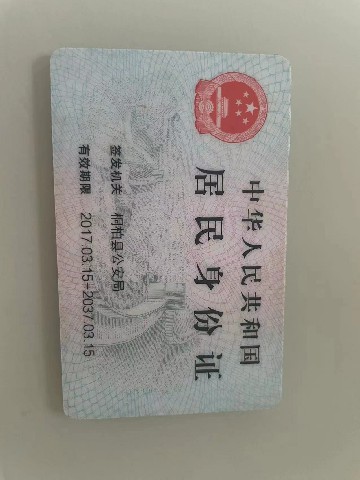 中华人民共和国
居民身份证
签发机关 桐柏县公安局
有效期限 2017.03.15-2037.03.15